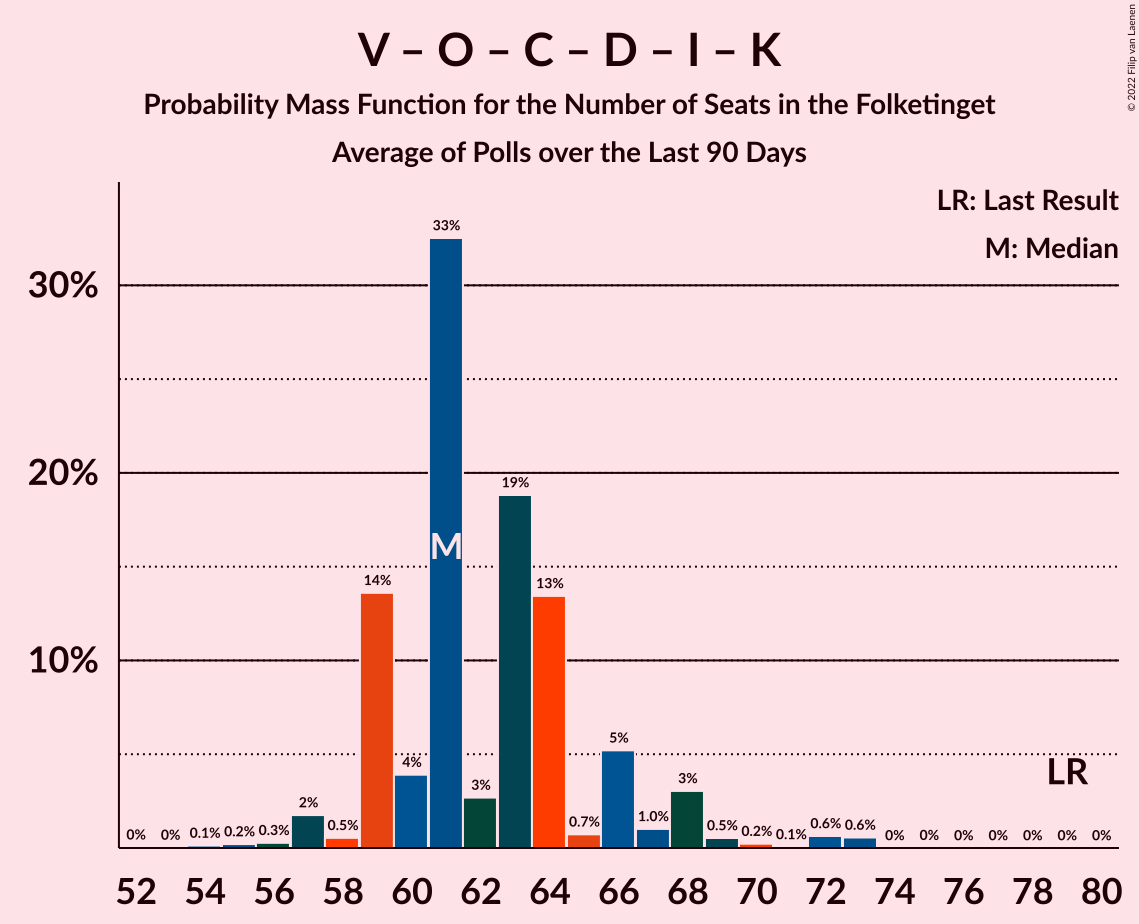 V – O – C – D – I – K
Probability Mass Function for the Number of Seats in the Folketinget
Average of Polls over the Last 90 Days
© 2022 Filip van Laenen
LR: Last Result
M: Median
30%
20%
10%
0% 0% 0.1% 0.2% 0.3% 2% 0.5% 14% 4% 33% 3% 19% 13% 0.7% 5% 1.0% 3% 0.5% 0.2% 0.1% 0.6% 0.6% 0% 0% 0% 0% 0% 0% 0%
M
LR
52 54 56 58 60 62 64 66 68 70 72 74 76 78 80